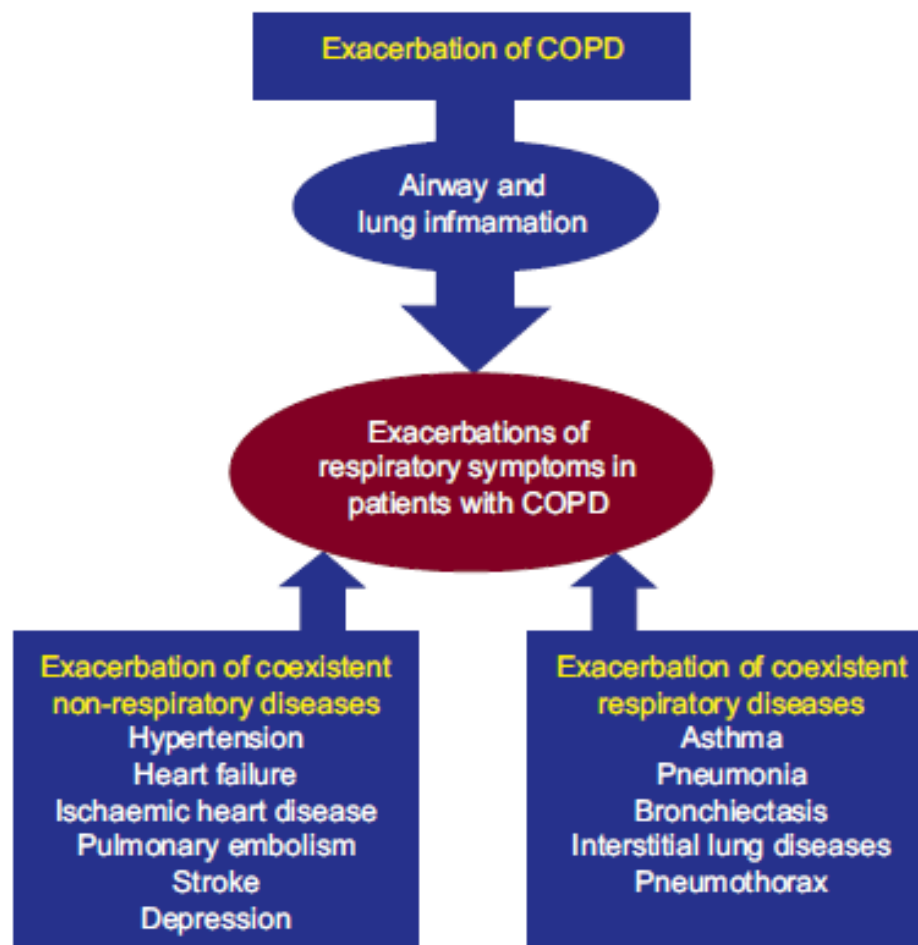 Exacerbation of COPD
Airway and
lung infmamation
Exacerbations of
respiratory symptoms in
patients with COPD
Exacerbation of coexistent
non-respiratory diseases
Hypertension
Heart failure
Ischaemic heart disease
Pulmonary embolism
Stroke
Depression
Exacerbation of coexistent
respiratory diseases
Asthma
Pneumonia
Bronchiectasis
Interstitial lung diseases
Pneumothorax